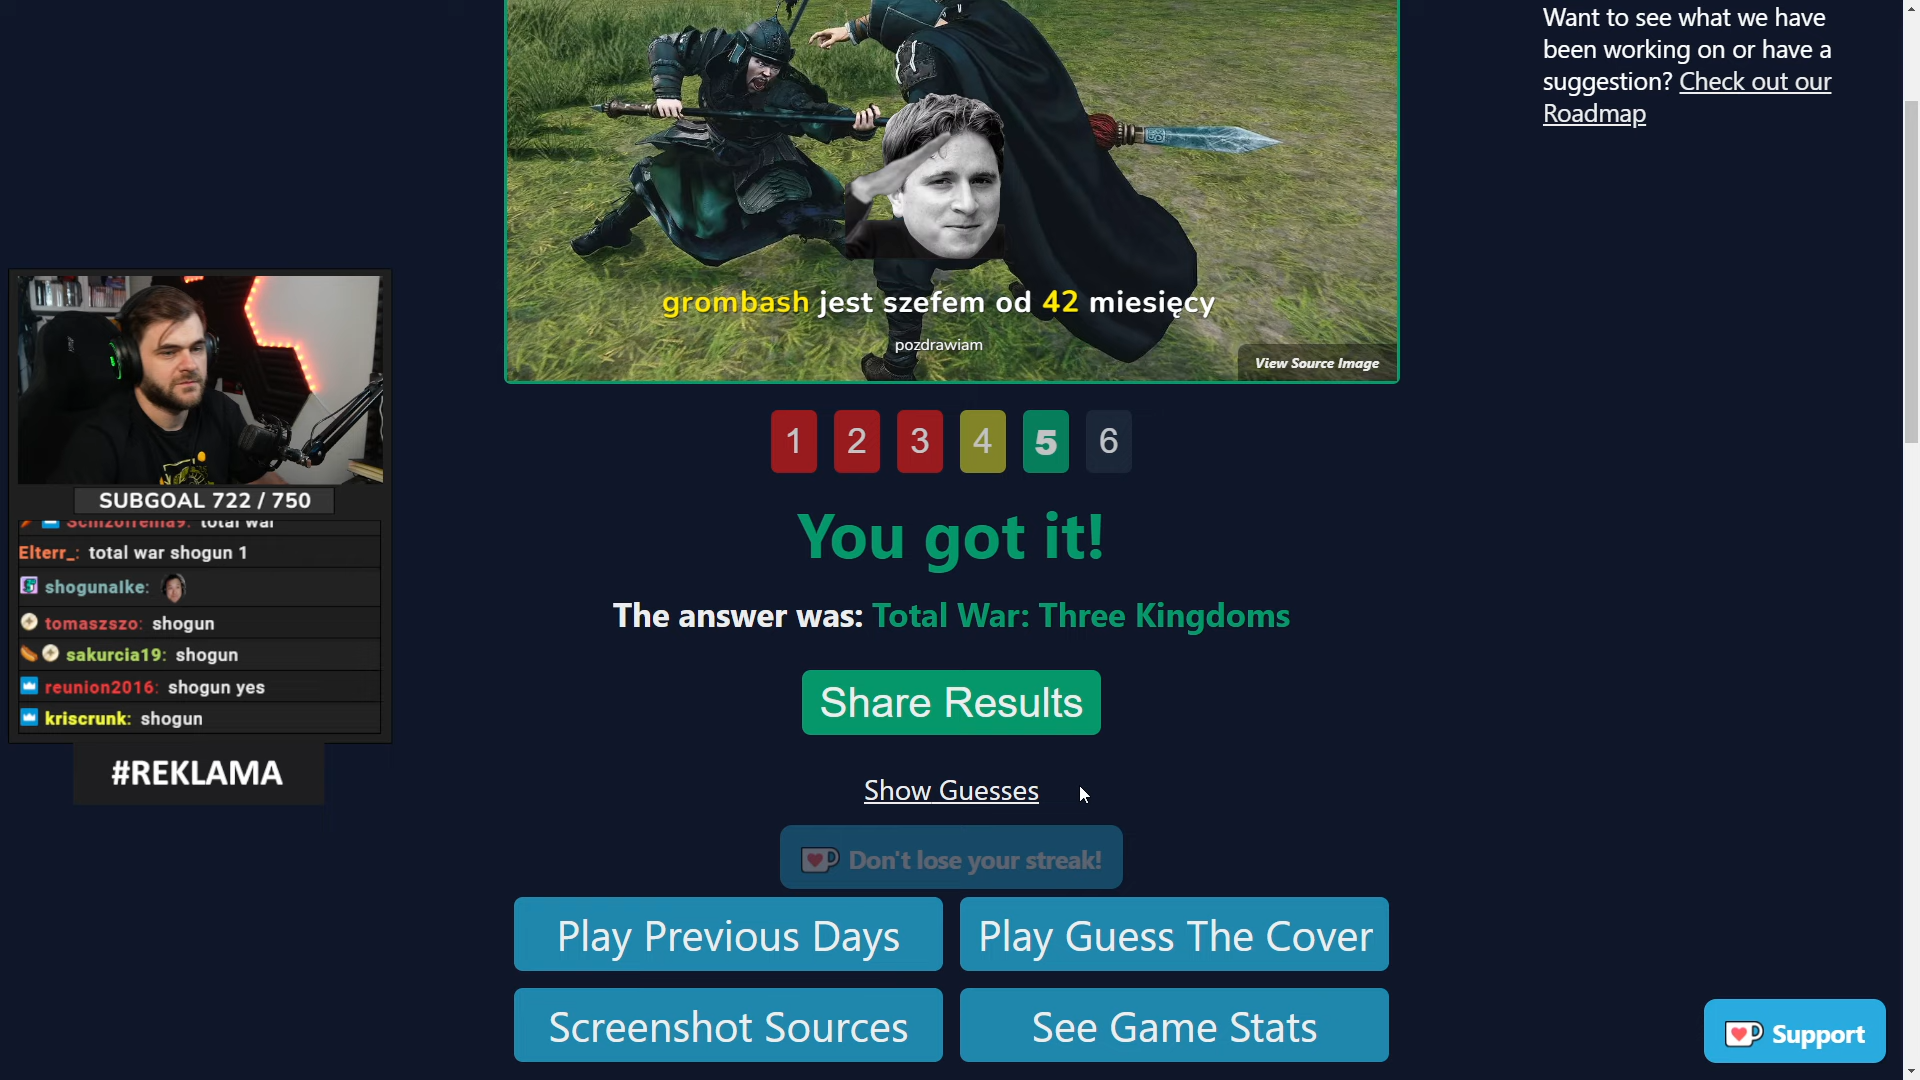 Want to see what we have
been working on or have a
suggestion? Check out our
Roadmap
grombash jest szefem od 42 miesięcy
pozdrawiam
View Source Image
1 2 3 4 5 6
You got it!
The answer was: Total War: Three Kingdoms
Share Results
Show Guesses
Don't lose your streak!
Play Previous Days
Play Guess The Cover
Screenshot Sources
See Game Stats
Support
SUBGOAL 722 / 750
Schizofrenia9: total war
Elterr_: total war shogun 1
shogunalke:
tomaszszo: shogun
sakurcia19: shogun
reunion2016: shogun yes
kriscrunk: shogun
#REKLAMA